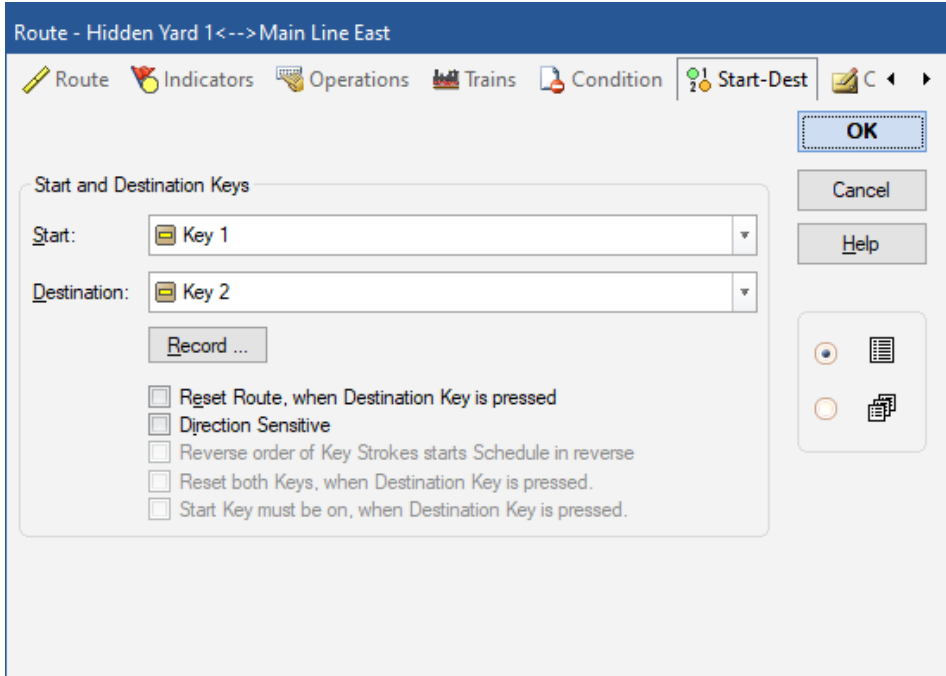 Route - Hidden Yard 1<-->Main Line East
Route Indicators Operations Trains Condition Start-Dest C
OK
Start and Destination Keys
Cancel
Start: Key 1
Help
Destination: Key 2
Record ...
Reset Route, when Destination Key is pressed
Direction Sensitive
Reverse order of Key Strokes starts Schedule in reverse
Reset both Keys, when Destination Key is pressed.
Start Key must be on, when Destination Key is pressed.